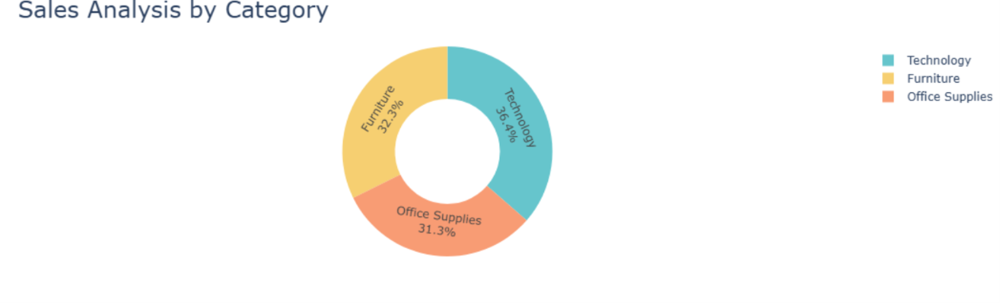 Sales Analysis by Category
Technology
36.4%
Furniture
32.3%
Office Supplies
31.3%
Technology
Furniture
Office Supplies